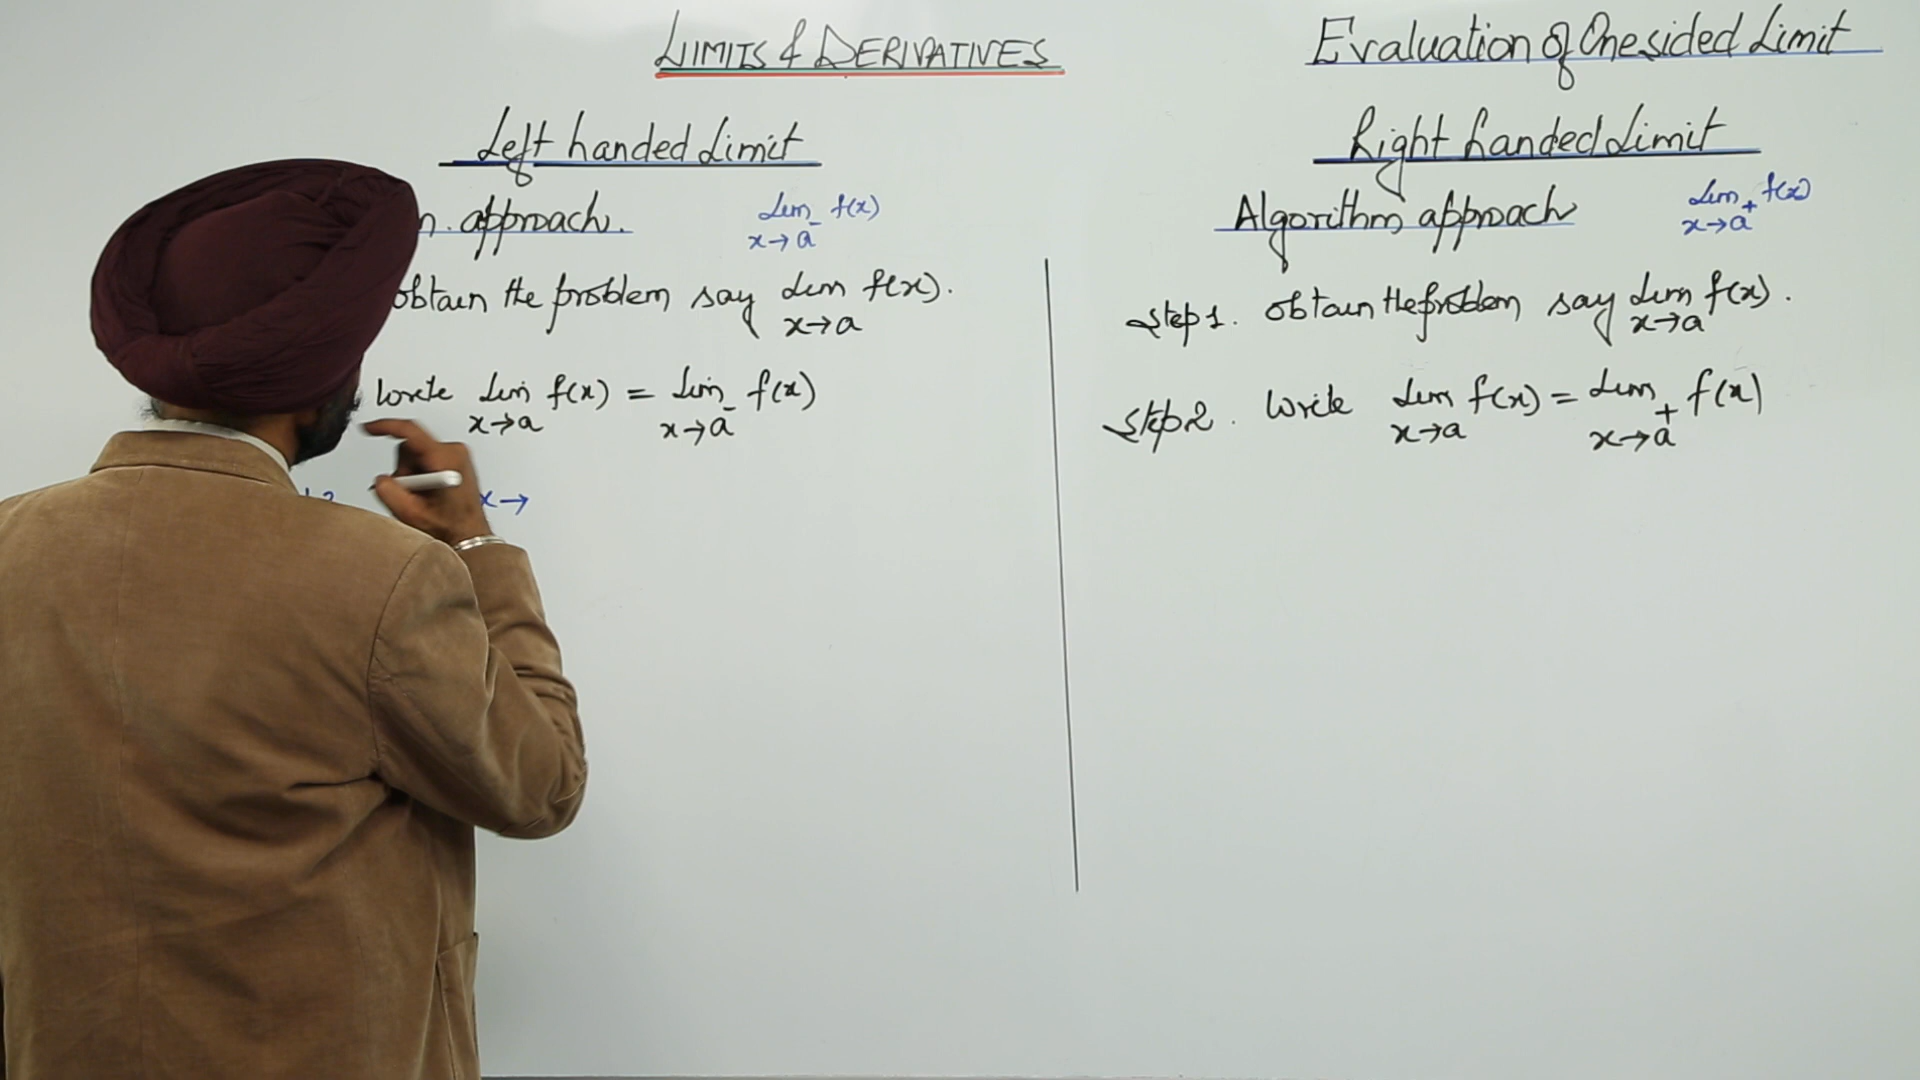 LIMITS & DERIVATIVES
Evaluation of One sided Limit
Left handed Limit
approach.
Lim f(x)
x→a⁻
obtain the problem say Lim f(x).
x→a
Write Lim f(x) = Lim f(x)
x→a x→a⁻
x→
Right handed Limit
Algorithm approach
Lim f(x)
x→a⁺
Step 1. obtain the problem say Lim f(x).
x→a
Step 2. Write Lim f(x) = Lim f(x)
x→a x→a⁺